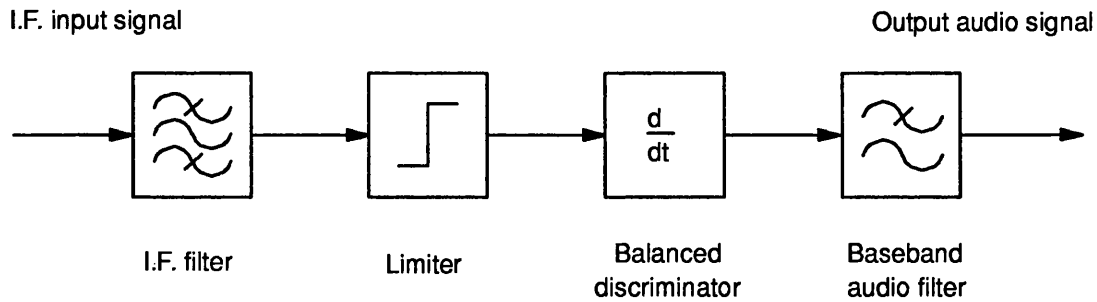 I.F. input signal
Output audio signal
d
dt
I.F. filter
Limiter
Balanced
discriminator
Baseband
audio filter